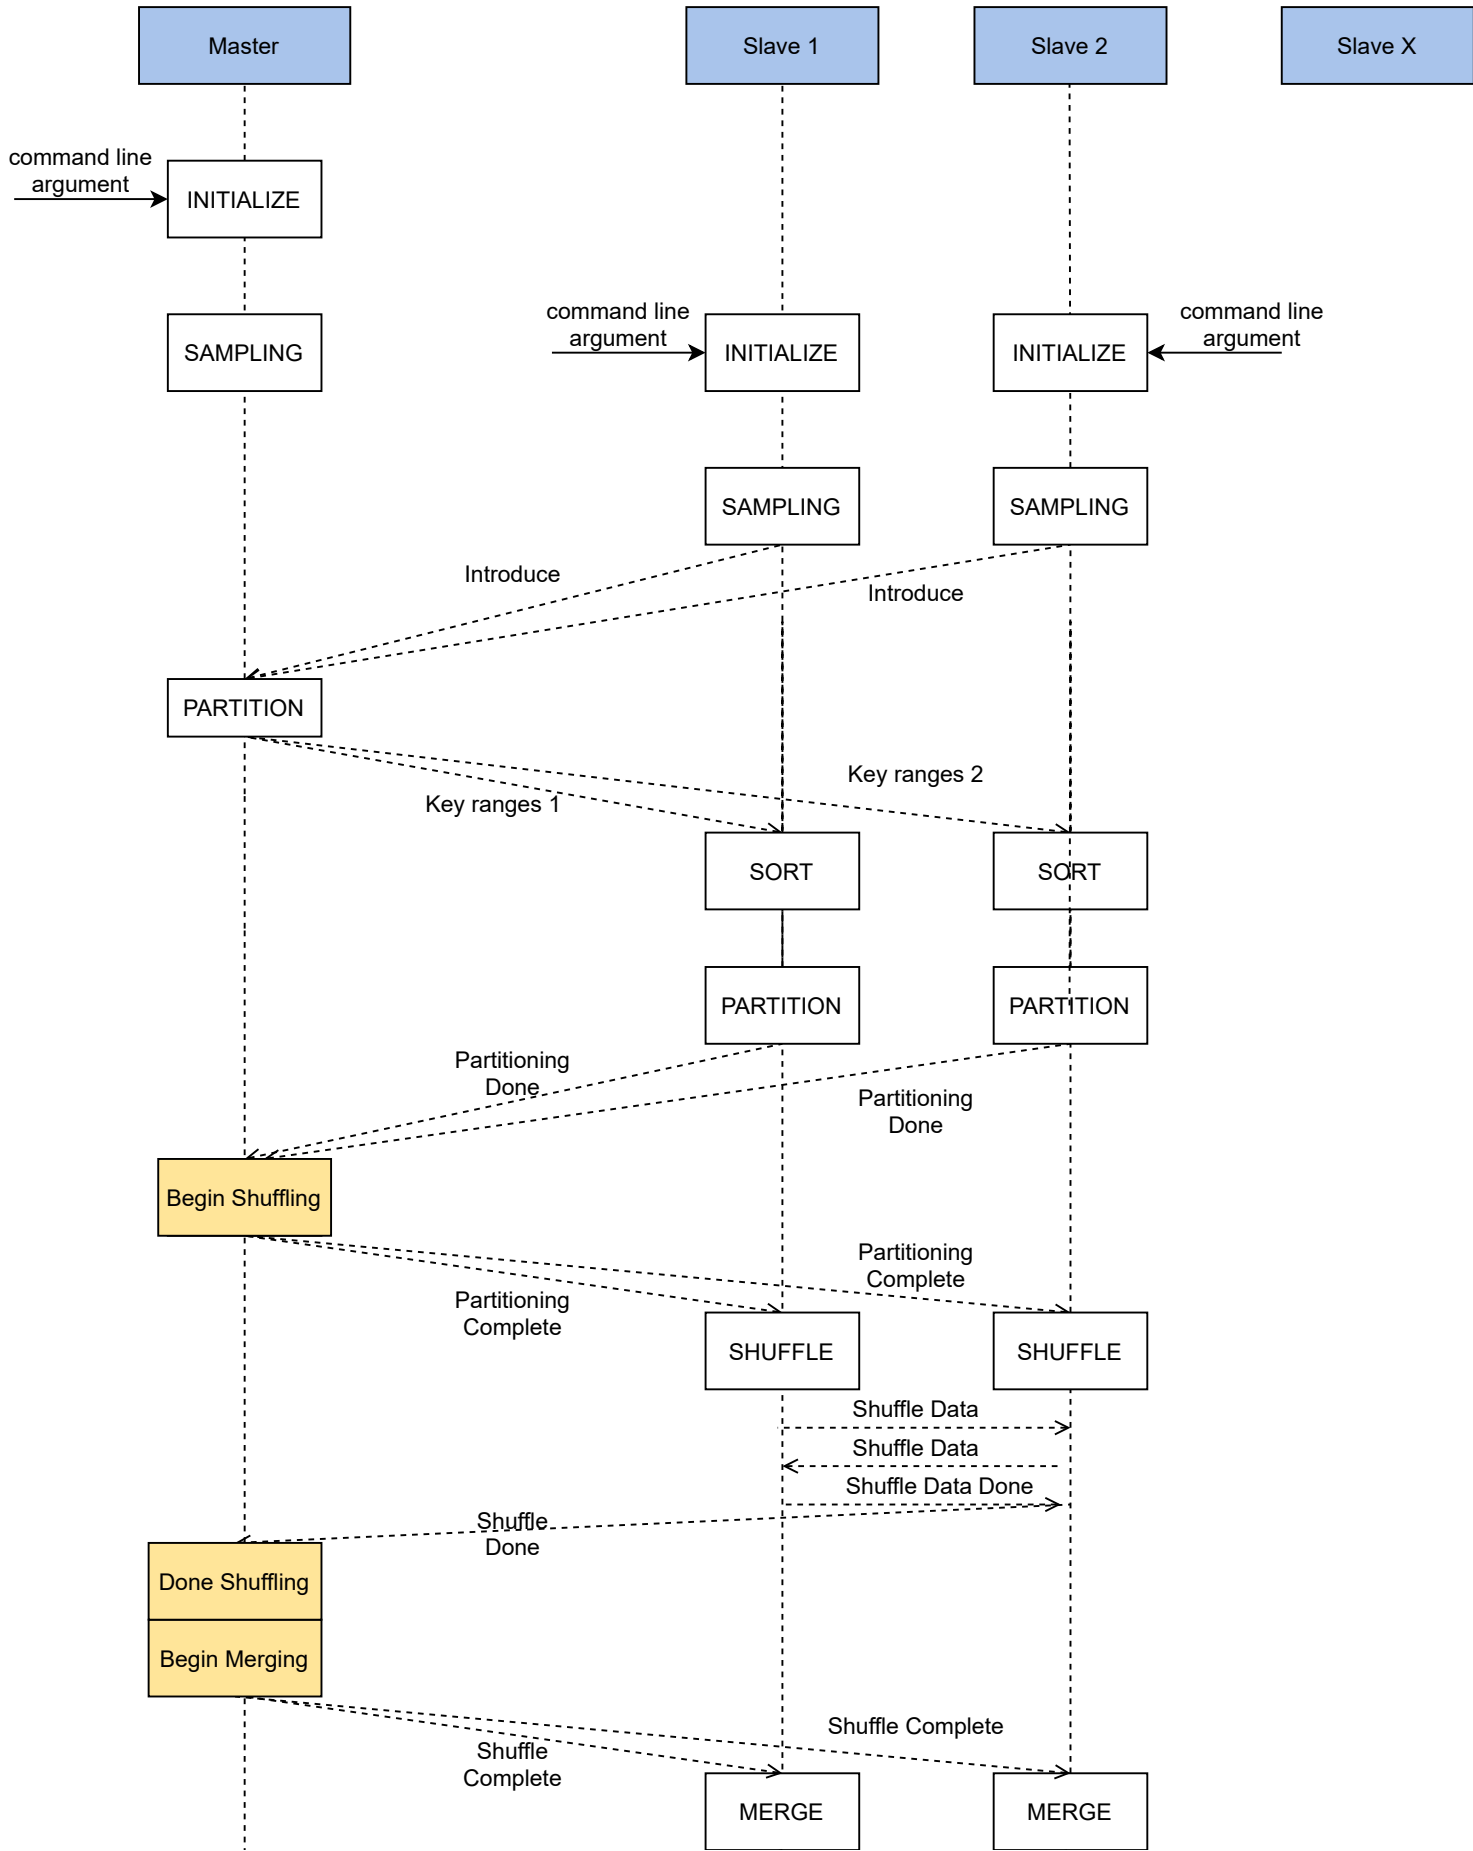 Master
Slave 1
Slave 2
Slave X
command line
argument
INITIALIZE
SAMPLING
command line
argument
INITIALIZE
INITIALIZE
command line
argument
SAMPLING
SAMPLING
Introduce
Introduce
PARTITION
Key ranges 2
Key ranges 1
SORT
SORT
PARTITION
PARTITION
Partitioning
Done
Partitioning
Done
Begin Shuffling
Partitioning
Complete
Partitioning
Complete
SHUFFLE
SHUFFLE
Shuffle Data
Shuffle Data
Shuffle Data Done
Shuffle
Done
Done Shuffling
Begin Merging
Shuffle Complete
Shuffle
Complete
MERGE
MERGE